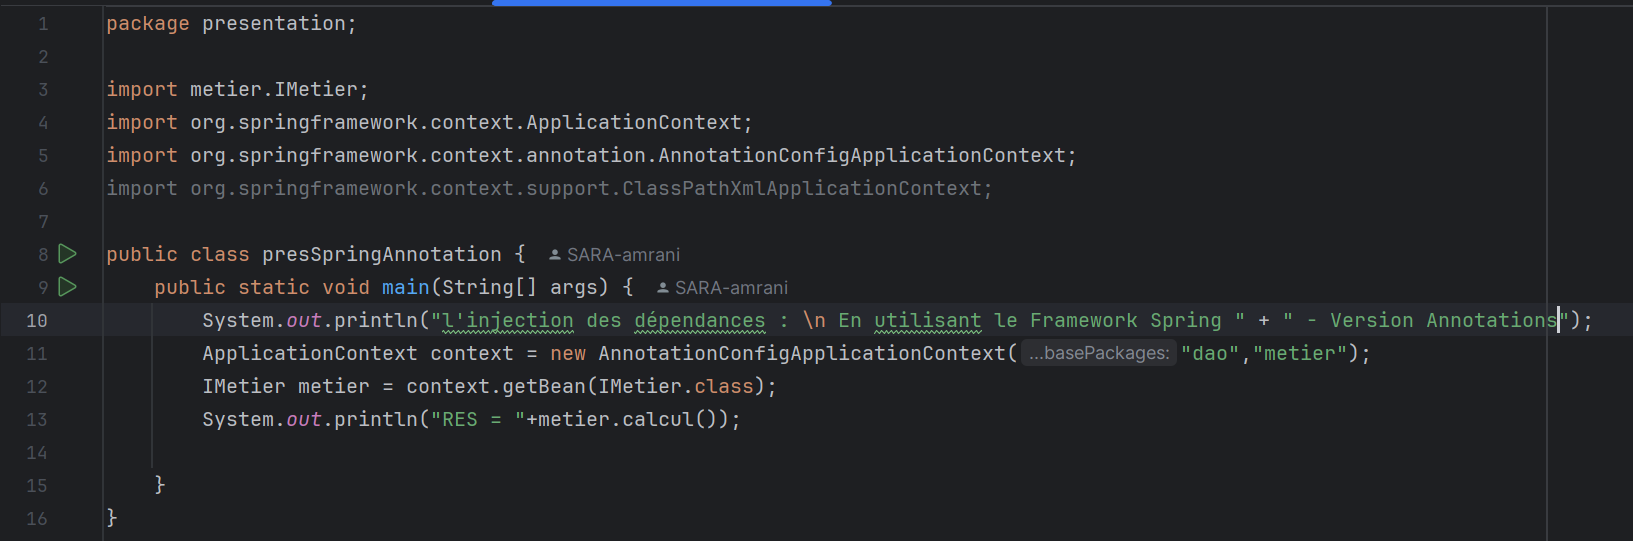 1 package presentation;
2
3 import metier.IMetier;
4 import org.springframework.context.ApplicationContext;
5 import org.springframework.context.annotation.AnnotationConfigApplicationContext;
6 import org.springframework.context.support.ClassPathXmlApplicationContext;
7
8 public class presSpringAnnotation { SARA-amrani
9 public static void main(String[] args) { SARA-amrani
10 System.out.println("l'injection des dépendances : \n En utilisant le Framework Spring " + " - Version Annotations");
11 ApplicationContext context = new AnnotationConfigApplicationContext( ...basePackages: "dao","metier");
12 IMetier metier = context.getBean(IMetier.class);
13 System.out.println("RES = "+metier.calcul());
14
15 }
16 }